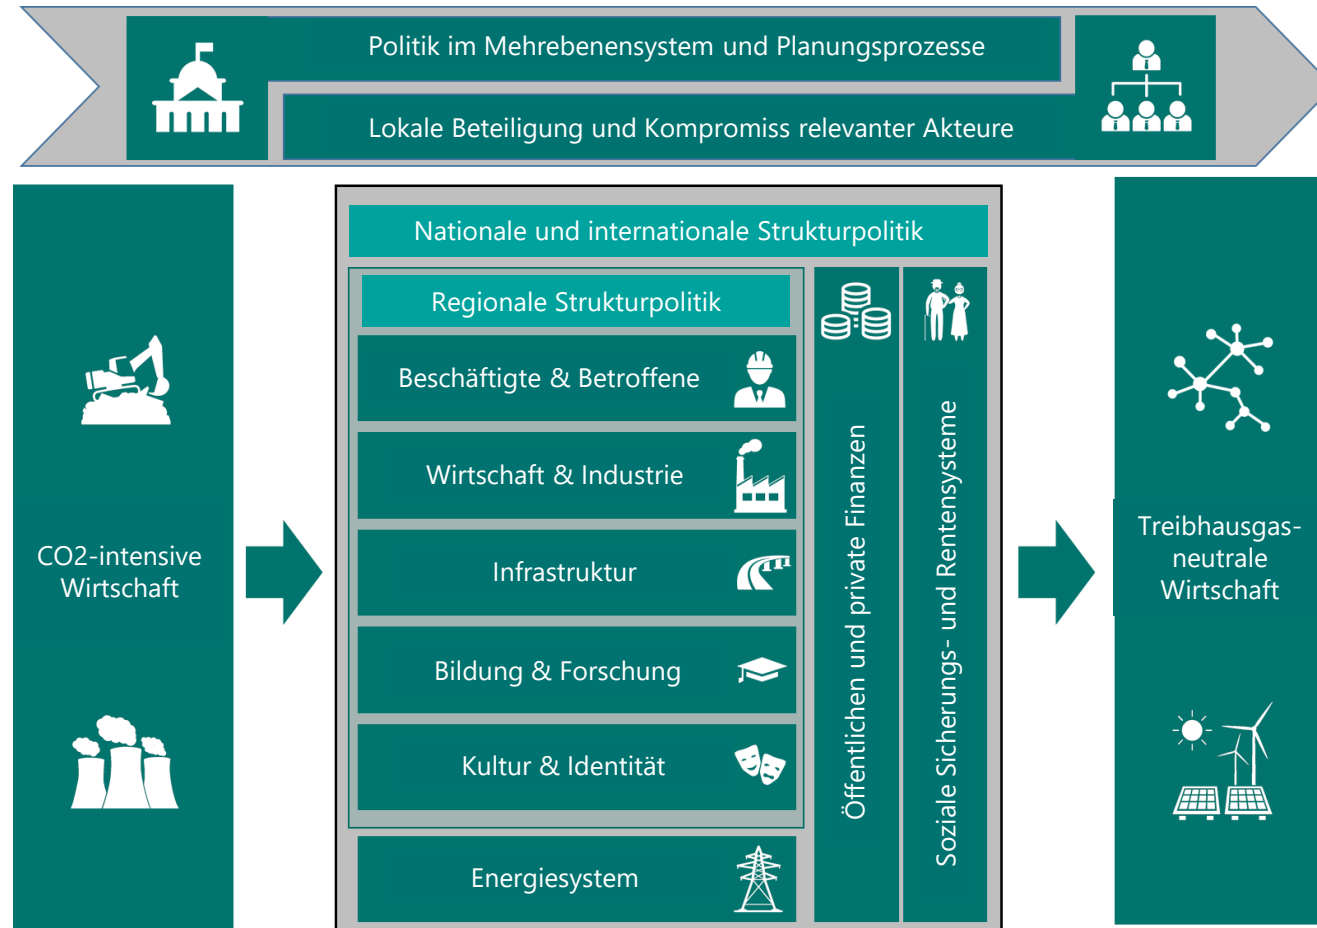 Politik im Mehrebenensystem und Planungsprozesse
Lokale Beteiligung und Kompromiss relevanter Akteure
CO2-intensive
Wirtschaft
Nationale und internationale Strukturpolitik
Regionale Strukturpolitik
Beschäftigte & Betroffene
Wirtschaft & Industrie
Infrastruktur
Bildung & Forschung
Kultur & Identität
Energiesystem
Öffentlichen und private Finanzen
Soziale Sicherungs- und Rentensysteme
Treibhausgas-
neutrale
Wirtschaft